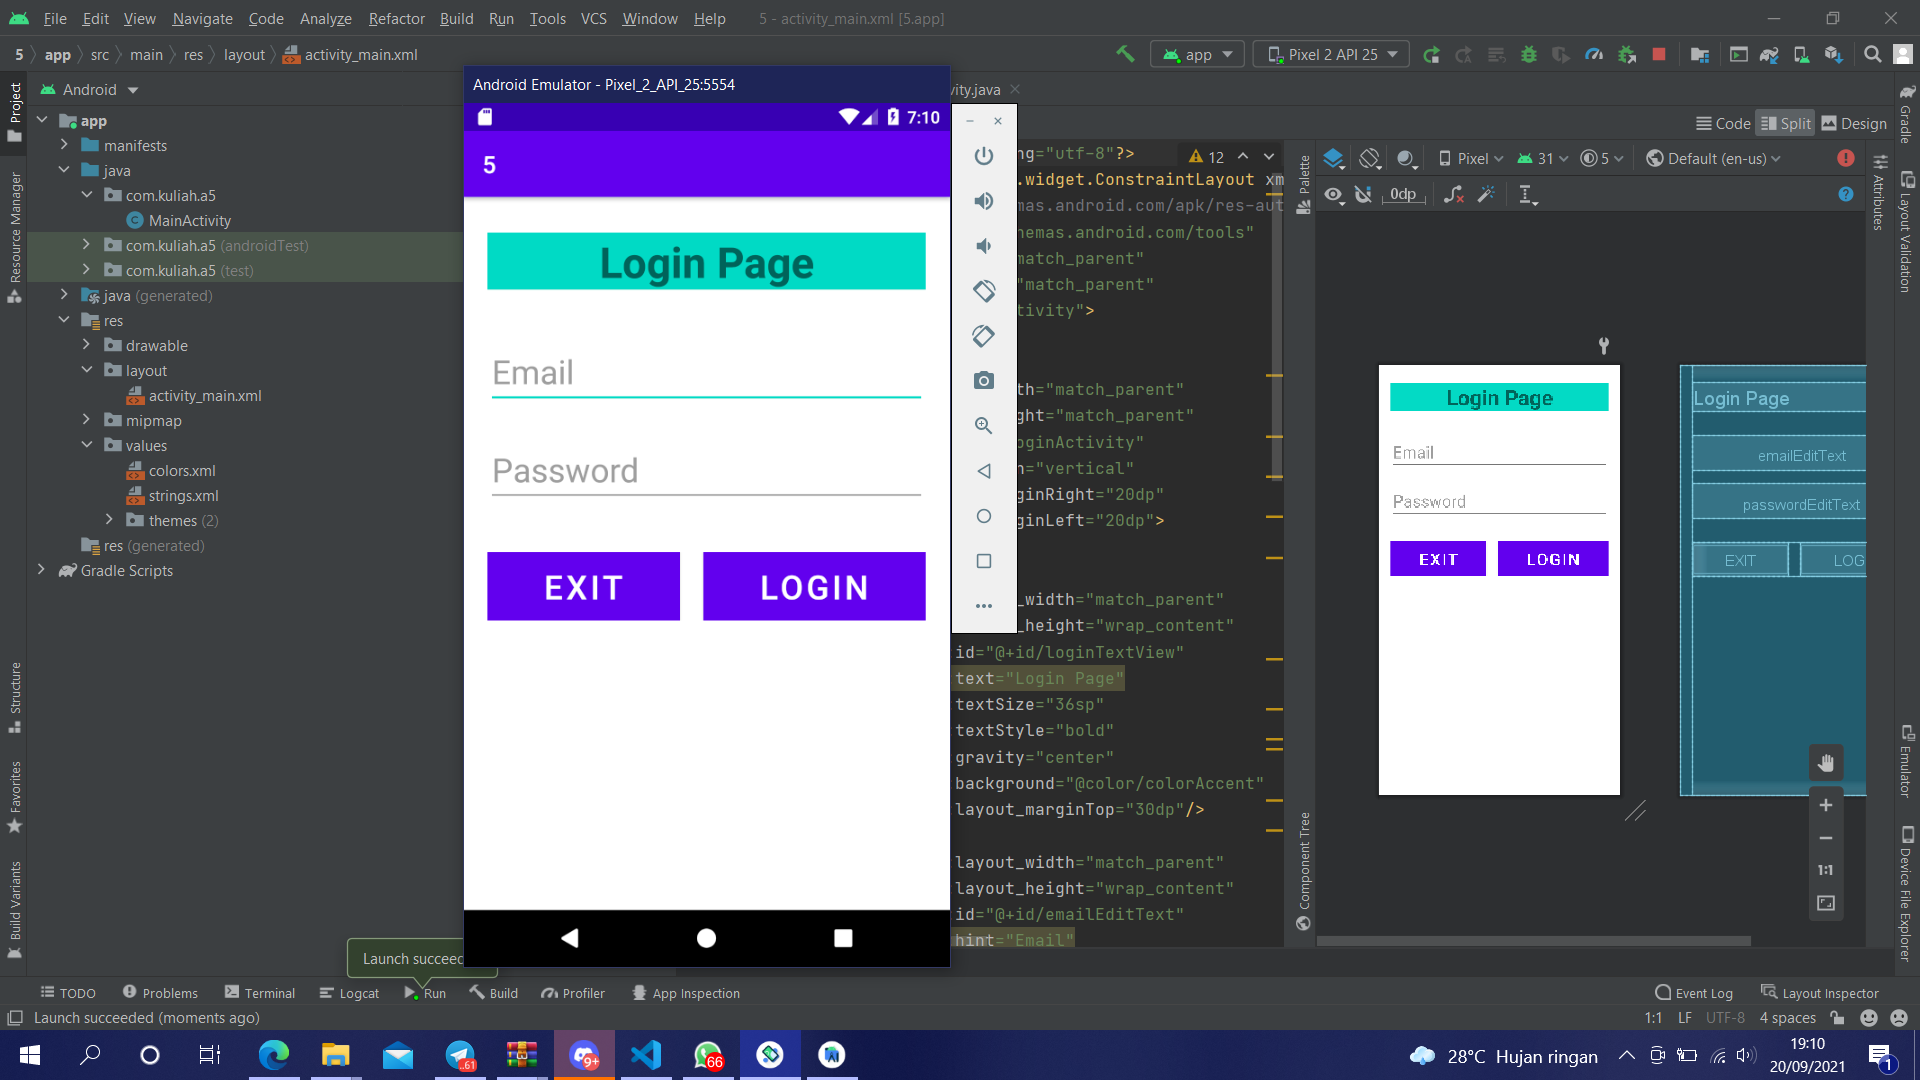 File Edit View Navigate Code Analyze Refactor Build Run Tools VCS Window Help 5 - activity_main.xml [5.app]
5 app src main res layout activity_main.xml
app Pixel 2 API 25
Android
Android Emulator - Pixel_2_API_25:5554
7:10
5
Login Page
Email
Password
EXIT LOGIN
Project
Resource Manager
Structure
Favorites
Build Variants
app
manifests
java
com.kuliah.a5
MainActivity
com.kuliah.a5 (androidTest)
com.kuliah.a5 (test)
java (generated)
res
drawable
layout
activity_main.xml
mipmap
values
colors.xml
strings.xml
themes (2)
res (generated)
Gradle Scripts
vity.java
Code Split Design
12
ng="utf-8"?>
.widget.ConstraintLayout xm
mas.android.com/apk/res-aut
hemas.android.com/tools"
match_parent"
"match_parent"
tivity">
th="match_parent"
ght="match_parent"
oginActivity"
n="vertical"
ginRight="20dp"
ginLeft="20dp">
_width="match_parent"
_height="wrap_content"
id="@+id/loginTextView"
text="Login Page"
textSize="36sp"
textStyle="bold"
gravity="center"
background="@color/colorAccent"
layout_marginTop="30dp"/>
layout_width="match_parent"
layout_height="wrap_content"
id="@+id/emailEditText"
hint="Email"
Palette
Component Tree
Pixel 31 5 Default (en-us)
0dp
Login Page
Email
Password
EXIT LOGIN
Login Page
emailEditText
passwordEditText
EXIT LOG
1:1
Gradle
Attributes
Layout Validation
Emulator
Device File Explorer
Launch succeed
TODO Problems Terminal Logcat Run Build Profiler App Inspection Event Log Layout Inspector
Launch succeeded (moments ago) 1:1 LF UTF-8 4 spaces
..61 9+ 66
28°C Hujan ringan
19:10
20/09/2021
1